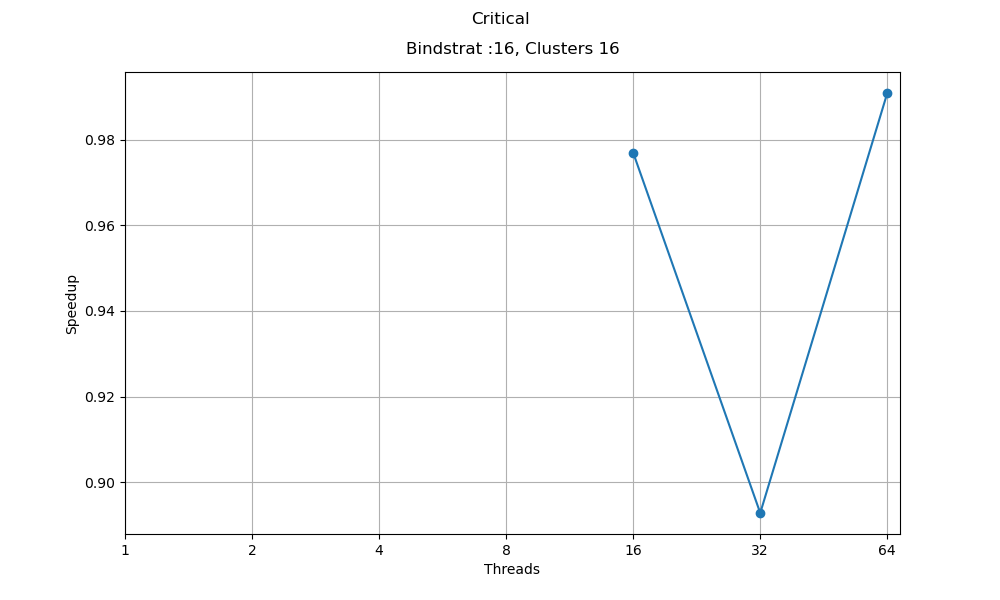 Critical
Bindstrat :16, Clusters 16
0.98
0.96
0.94
0.92
0.90
Speedup
1 2 4 8 16 32 64
Threads